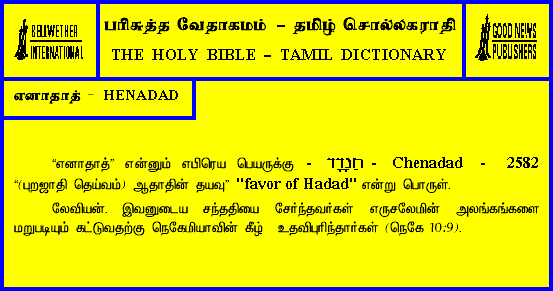 BELLWETHER
INTERNATIONAL
பரிசுத்த வேதாகமம் – தமிழ் சொல்லகராதி
THE HOLY BIBLE – TAMIL DICTIONARY
GOOD NEWS
PUBLISHERS
எனாதாத் - HENADAD
“எனாதாத்” என்னும் எபிரெய பெயருக்கு - חֵנָדָד - Chenadad - 2582
“(புறஜாதி தெய்வம்) ஆதாதின் தயவு” "favor of Hadad" என்று பொருள்.
லேவியன். இவனுடைய சந்ததியை சேர்ந்தவர்கள் எருசலேமின் அலங்கங்களை
மறுபடியும் கட்டுவதற்கு நெகேமியாவின் கீழ் உதவிபுரிந்தார்கள் (நெகே 10:9).